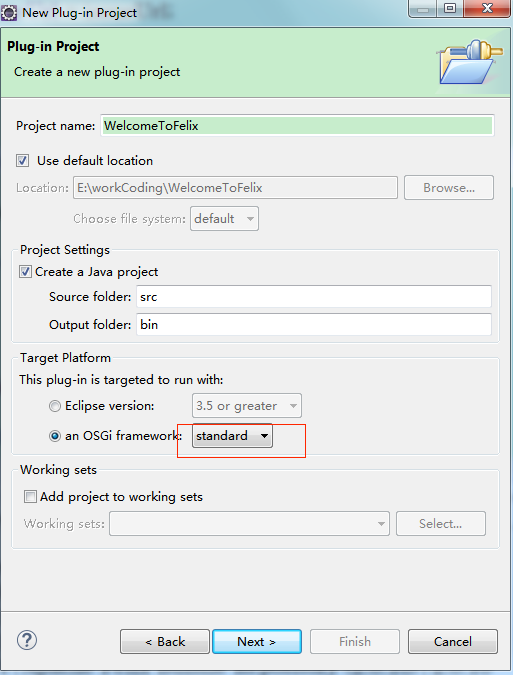 New Plug-in Project
Plug-in Project
Create a new plug-in project
Project name: WelcomeToFelix
Use default location
Location: E:\workCoding\WelcomeToFelix Browse...
Choose file system: default
Project Settings
Create a Java project
Source folder: src
Output folder: bin
Target Platform
This plug-in is targeted to run with:
Eclipse version: 3.5 or greater
an OSGi framework: standard
Working sets
Add project to working sets
Working sets: Select...
< Back Next > Finish Cancel